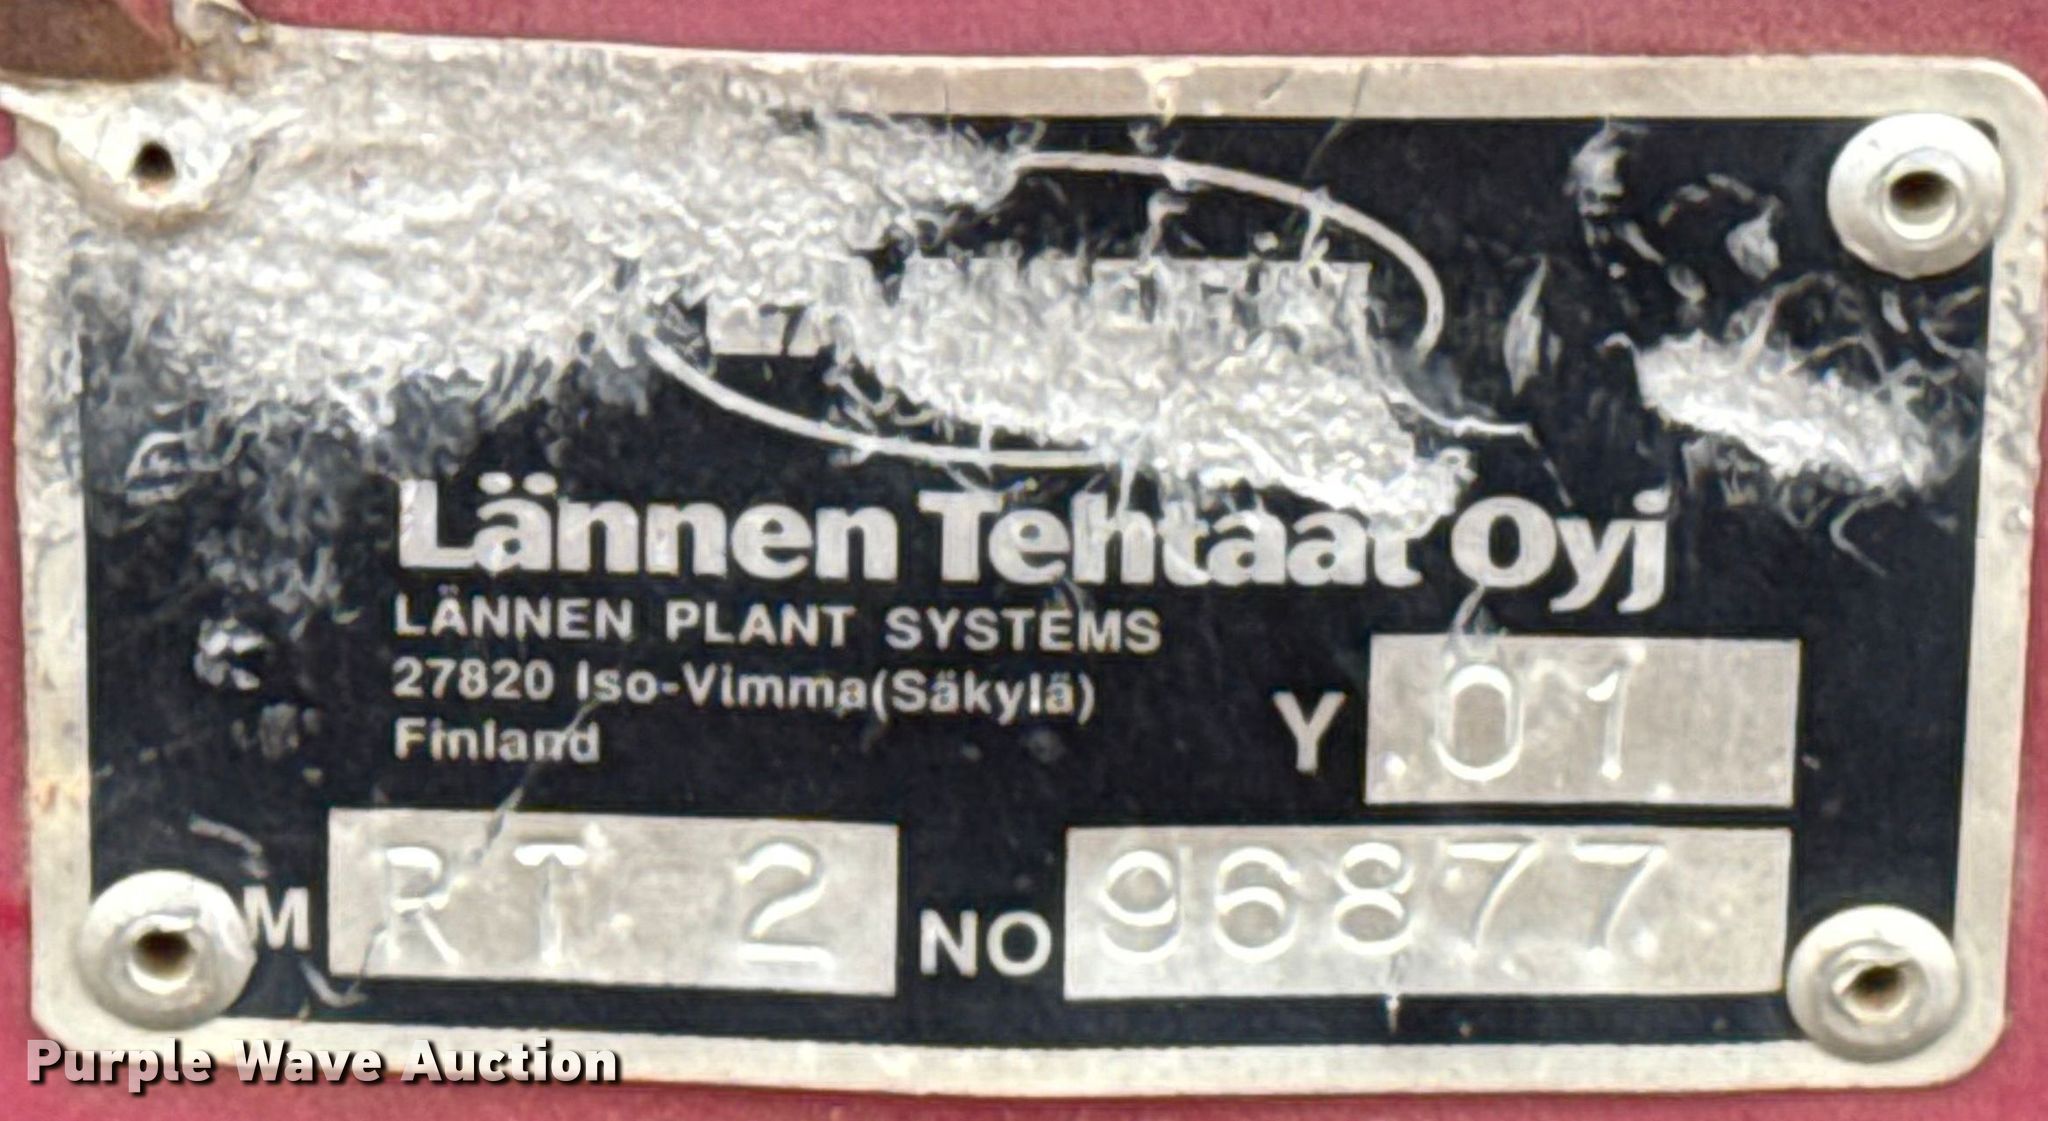 Lännen Tehtaat Oyj
LÄNNEN PLANT SYSTEMS
27820 Iso-Vimma(Säkylä)
Finland
Y 01
M RT 2 NO 96877
Purple Wave Auction